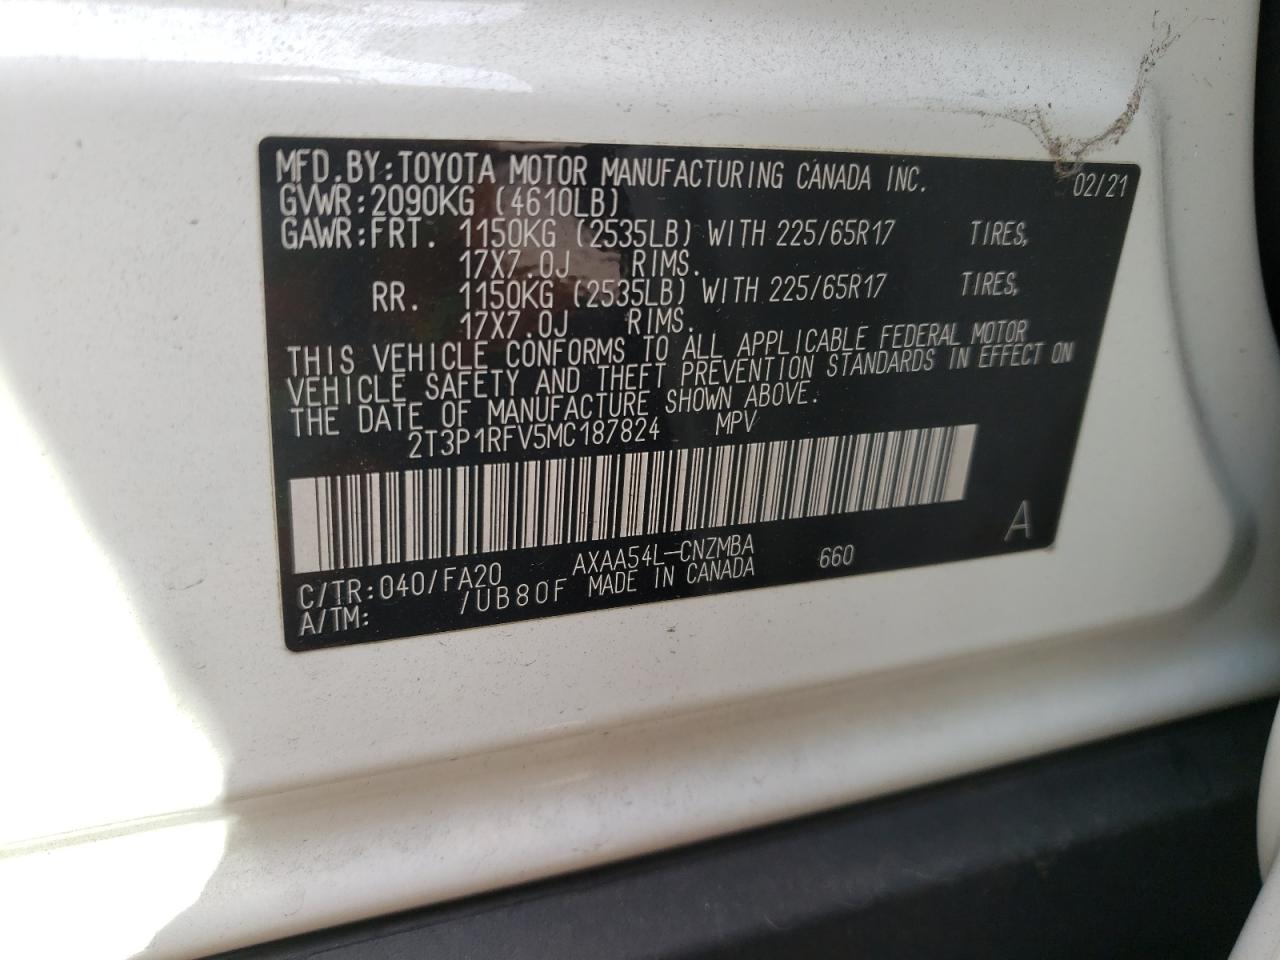 MFD.BY:TOYOTA MOTOR MANUFACTURING CANADA INC. 02/21
GVWR:2090KG (4610LB)
GAWR:FRT. 1150KG (2535LB) WITH 225/65R17 TIRES,
17X7.0J RIMS.
RR. 1150KG (2535LB) WITH 225/65R17 TIRES,
17X7.0J RIMS.
THIS VEHICLE CONFORMS TO ALL APPLICABLE FEDERAL MOTOR
VEHICLE SAFETY AND THEFT PREVENTION STANDARDS IN EFFECT ON
THE DATE OF MANUFACTURE SHOWN ABOVE.
2T3P1RFV5MC187824 MPV
A
C/TR:040/FA20 AXAA54L-CNZMBA 660
A/TM: /UB80F MADE IN CANADA